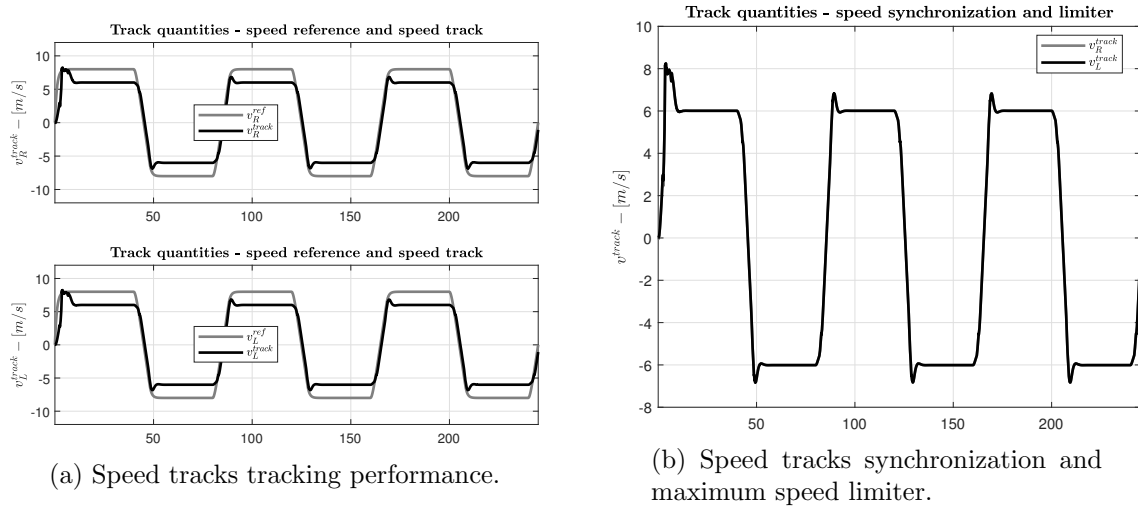 Track quantities - speed reference and speed track
10
5
0
-5
-10
50
100
150
200
v_R^{track} - [m/s]
v_R^{ref}
v_R^{track}
Track quantities - speed reference and speed track
10
5
0
-5
-10
50
100
150
200
v_L^{track} - [m/s]
v_L^{ref}
v_L^{track}
(a) Speed tracks tracking performance.
Track quantities - speed synchronization and limiter
10
8
6
4
2
0
-2
-4
-6
-8
0
50
100
150
200
v^{track} - [m/s]
v_R^{track}
v_L^{track}
(b) Speed tracks synchronization and
maximum speed limiter.